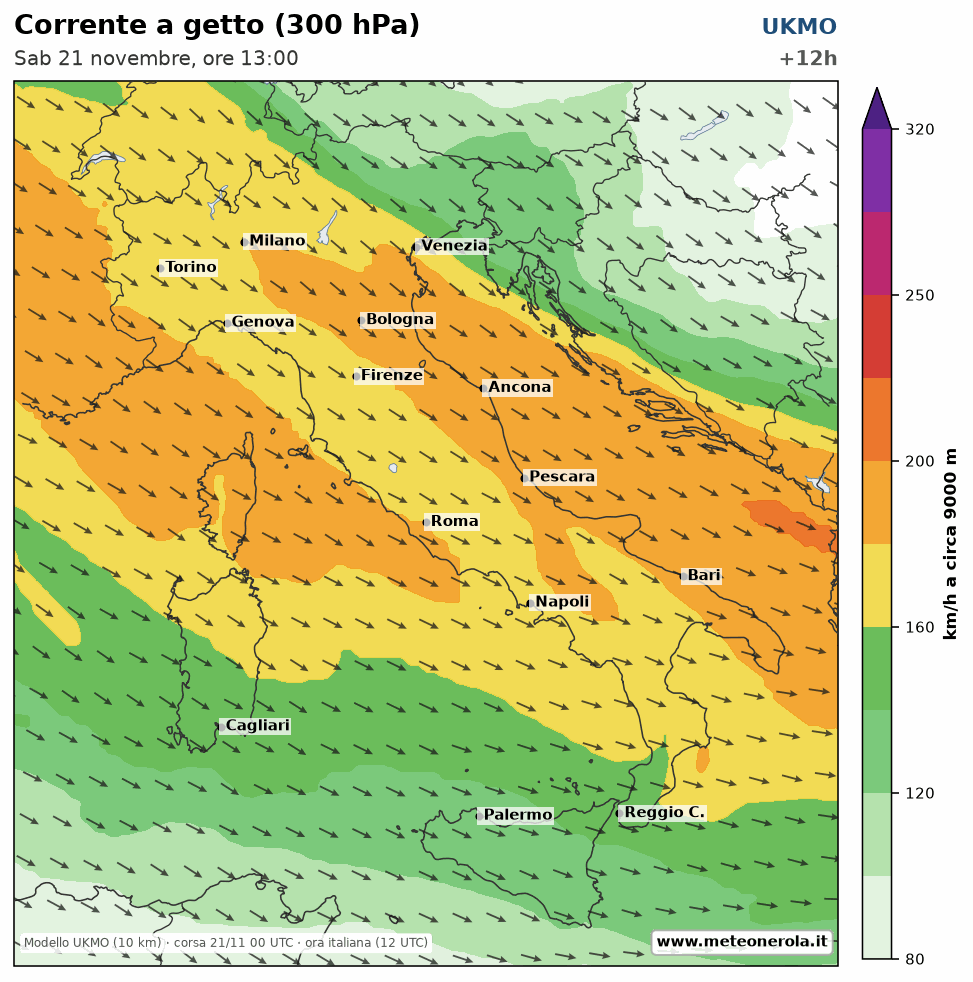 Corrente a getto (300 hPa)
UKMO
Sab 21 novembre, ore 13:00
+12h
320
250
200
160
120
80
km/h a circa 9000 m
Milano
Venezia
Torino
Genova
Bologna
Firenze
Ancona
Pescara
Roma
Bari
Napoli
Cagliari
Palermo
Reggio C.
Modello UKMO (10 km) · corsa 21/11 00 UTC · ora italiana (12 UTC)
www.meteonerola.it